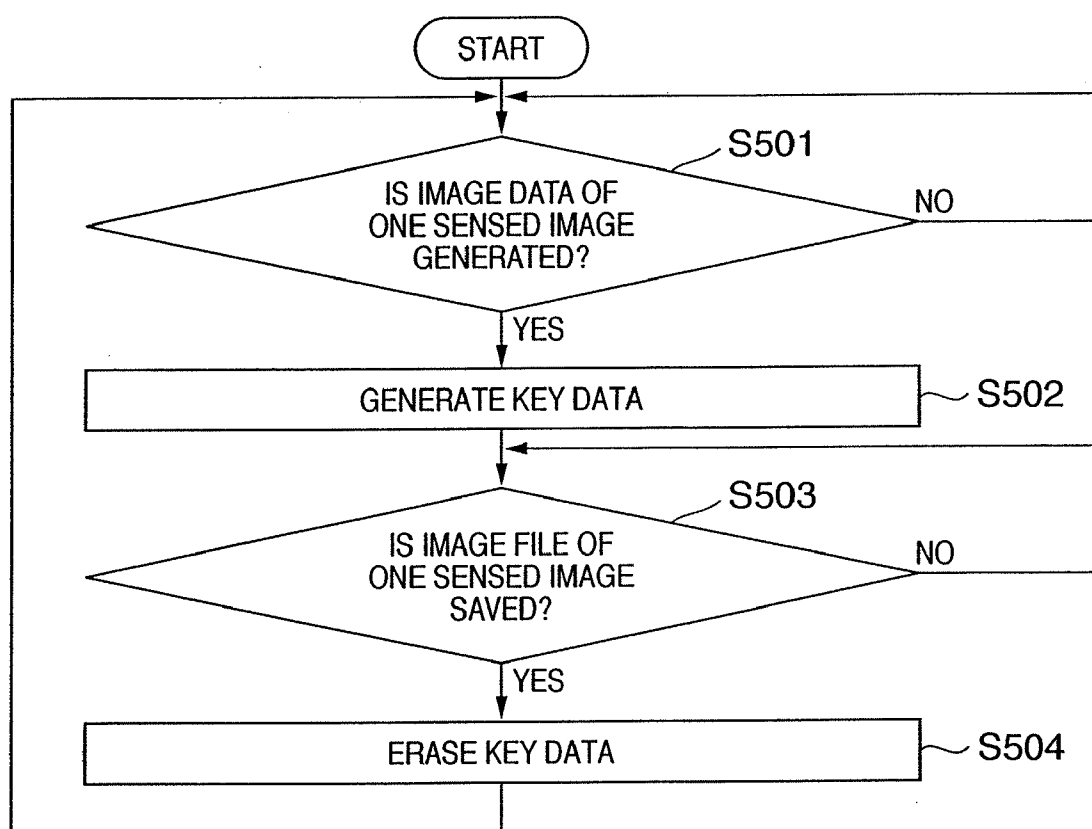 START
S501
IS IMAGE DATA OF
ONE SENSED IMAGE
GENERATED?
NO
YES
GENERATE KEY DATA
S502
S503
IS IMAGE FILE OF
ONE SENSED IMAGE
SAVED?
NO
YES
ERASE KEY DATA
S504